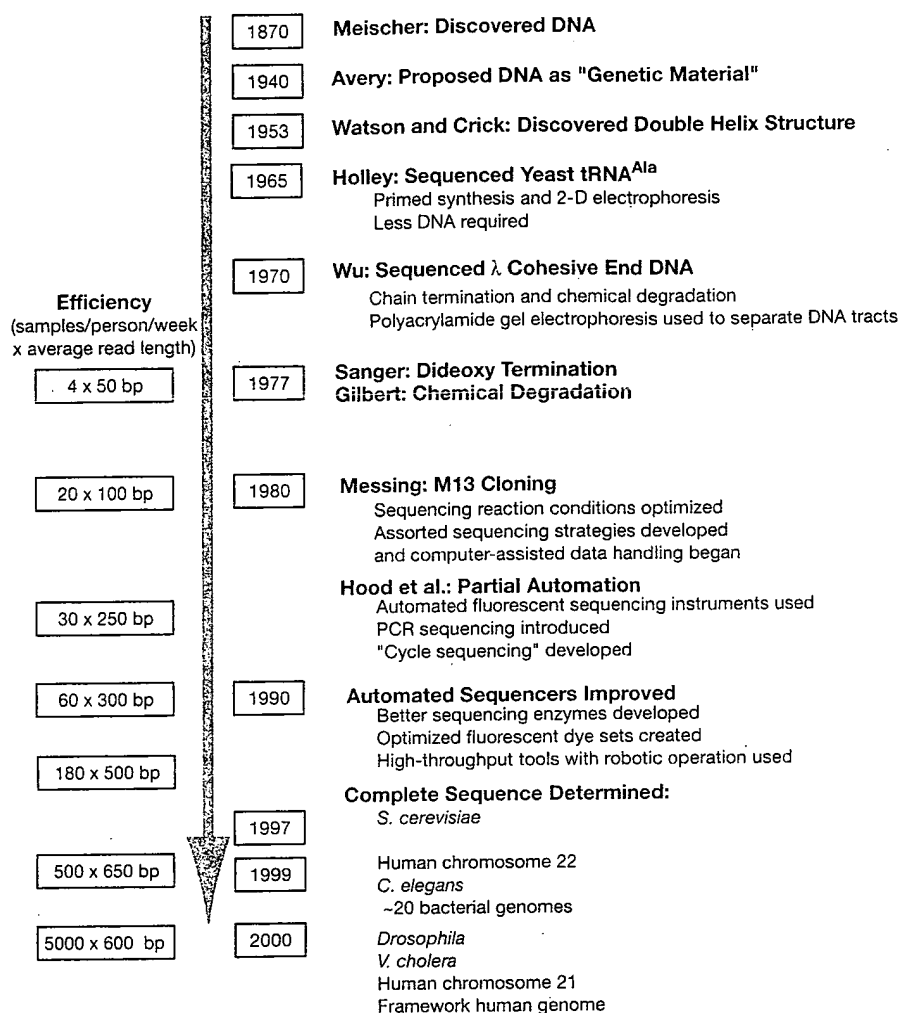 1870 Meischer: Discovered DNA
1940 Avery: Proposed DNA as "Genetic Material"
1953 Watson and Crick: Discovered Double Helix Structure
1965 Holley: Sequenced Yeast tRNA^Ala
Primed synthesis and 2-D electrophoresis
Less DNA required
1970 Wu: Sequenced λ Cohesive End DNA
Chain termination and chemical degradation
Polyacrylamide gel electrophoresis used to separate DNA tracts
Efficiency
(samples/person/week
x average read length)
4 x 50 bp 1977 Sanger: Dideoxy Termination
Gilbert: Chemical Degradation
20 x 100 bp 1980 Messing: M13 Cloning
Sequencing reaction conditions optimized
Assorted sequencing strategies developed
and computer-assisted data handling began
Hood et al.: Partial Automation
Automated fluorescent sequencing instruments used
30 x 250 bp PCR sequencing introduced
"Cycle sequencing" developed
60 x 300 bp 1990 Automated Sequencers Improved
Better sequencing enzymes developed
Optimized fluorescent dye sets created
High-throughput tools with robotic operation used
180 x 500 bp
Complete Sequence Determined:
1997 S. cerevisiae
500 x 650 bp 1999 Human chromosome 22
C. elegans
~20 bacterial genomes
5000 x 600 bp 2000 Drosophila
V. cholera
Human chromosome 21
Framework human genome